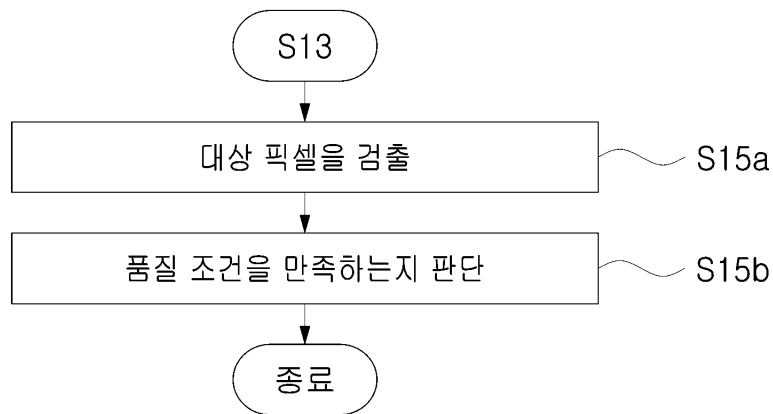 S13
대상 픽셀을 검출
S15a
품질 조건을 만족하는지 판단
S15b
종료